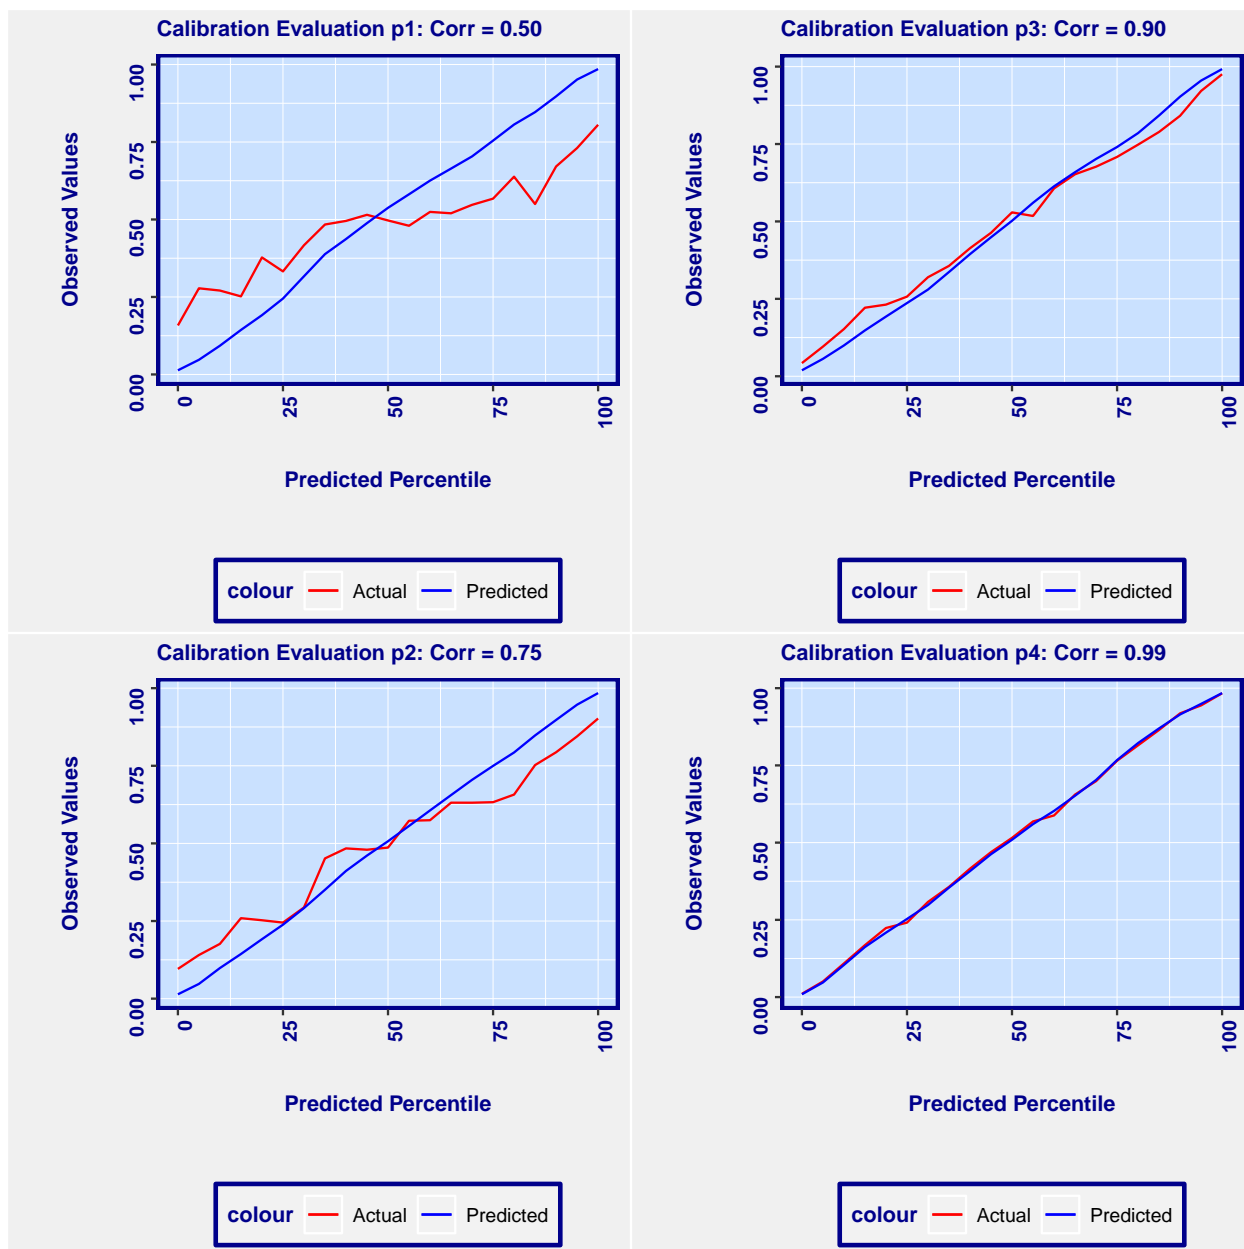 Calibration Evaluation p1: Corr = 0.50
1.00
0.75
0.50
0.25
0.00
Observed Values
0 25 50 75 100
Predicted Percentile
colour Actual Predicted
Calibration Evaluation p3: Corr = 0.90
1.00
0.75
0.50
0.25
0.00
Observed Values
0 25 50 75 100
Predicted Percentile
colour Actual Predicted
Calibration Evaluation p2: Corr = 0.75
1.00
0.75
0.50
0.25
0.00
Observed Values
0 25 50 75 100
Predicted Percentile
colour Actual Predicted
Calibration Evaluation p4: Corr = 0.99
1.00
0.75
0.50
0.25
0.00
Observed Values
0 25 50 75 100
Predicted Percentile
colour Actual Predicted